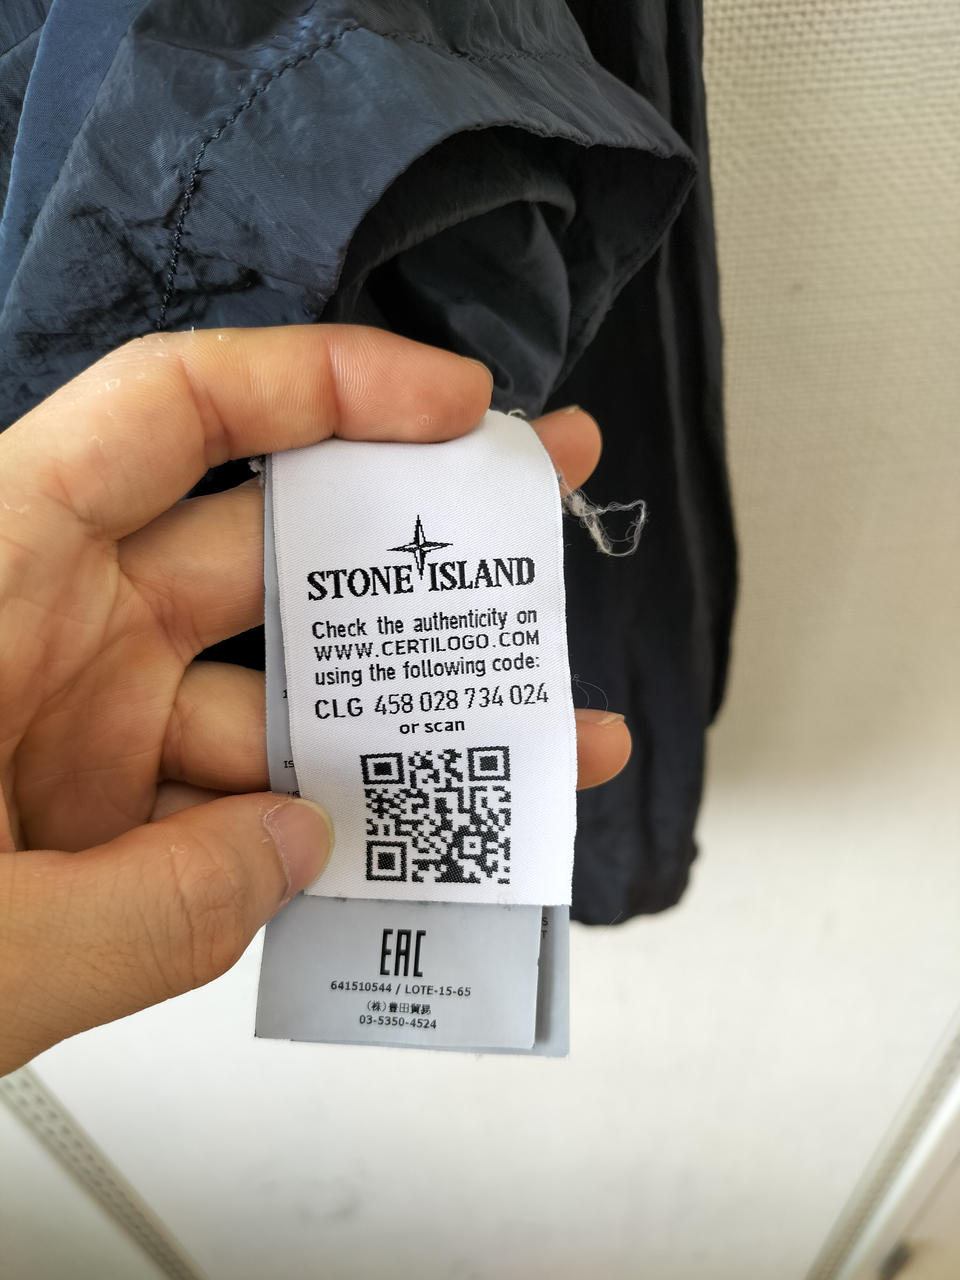 STONE ISLAND
Check the authenticity on
WWW.CERTILOGO.COM
using the following code:
CLG 458 028 734 024
or scan
IS
EAC
641510544 / LOTE-15-65
(株)豊田貿易
03-5350-4524
S
T